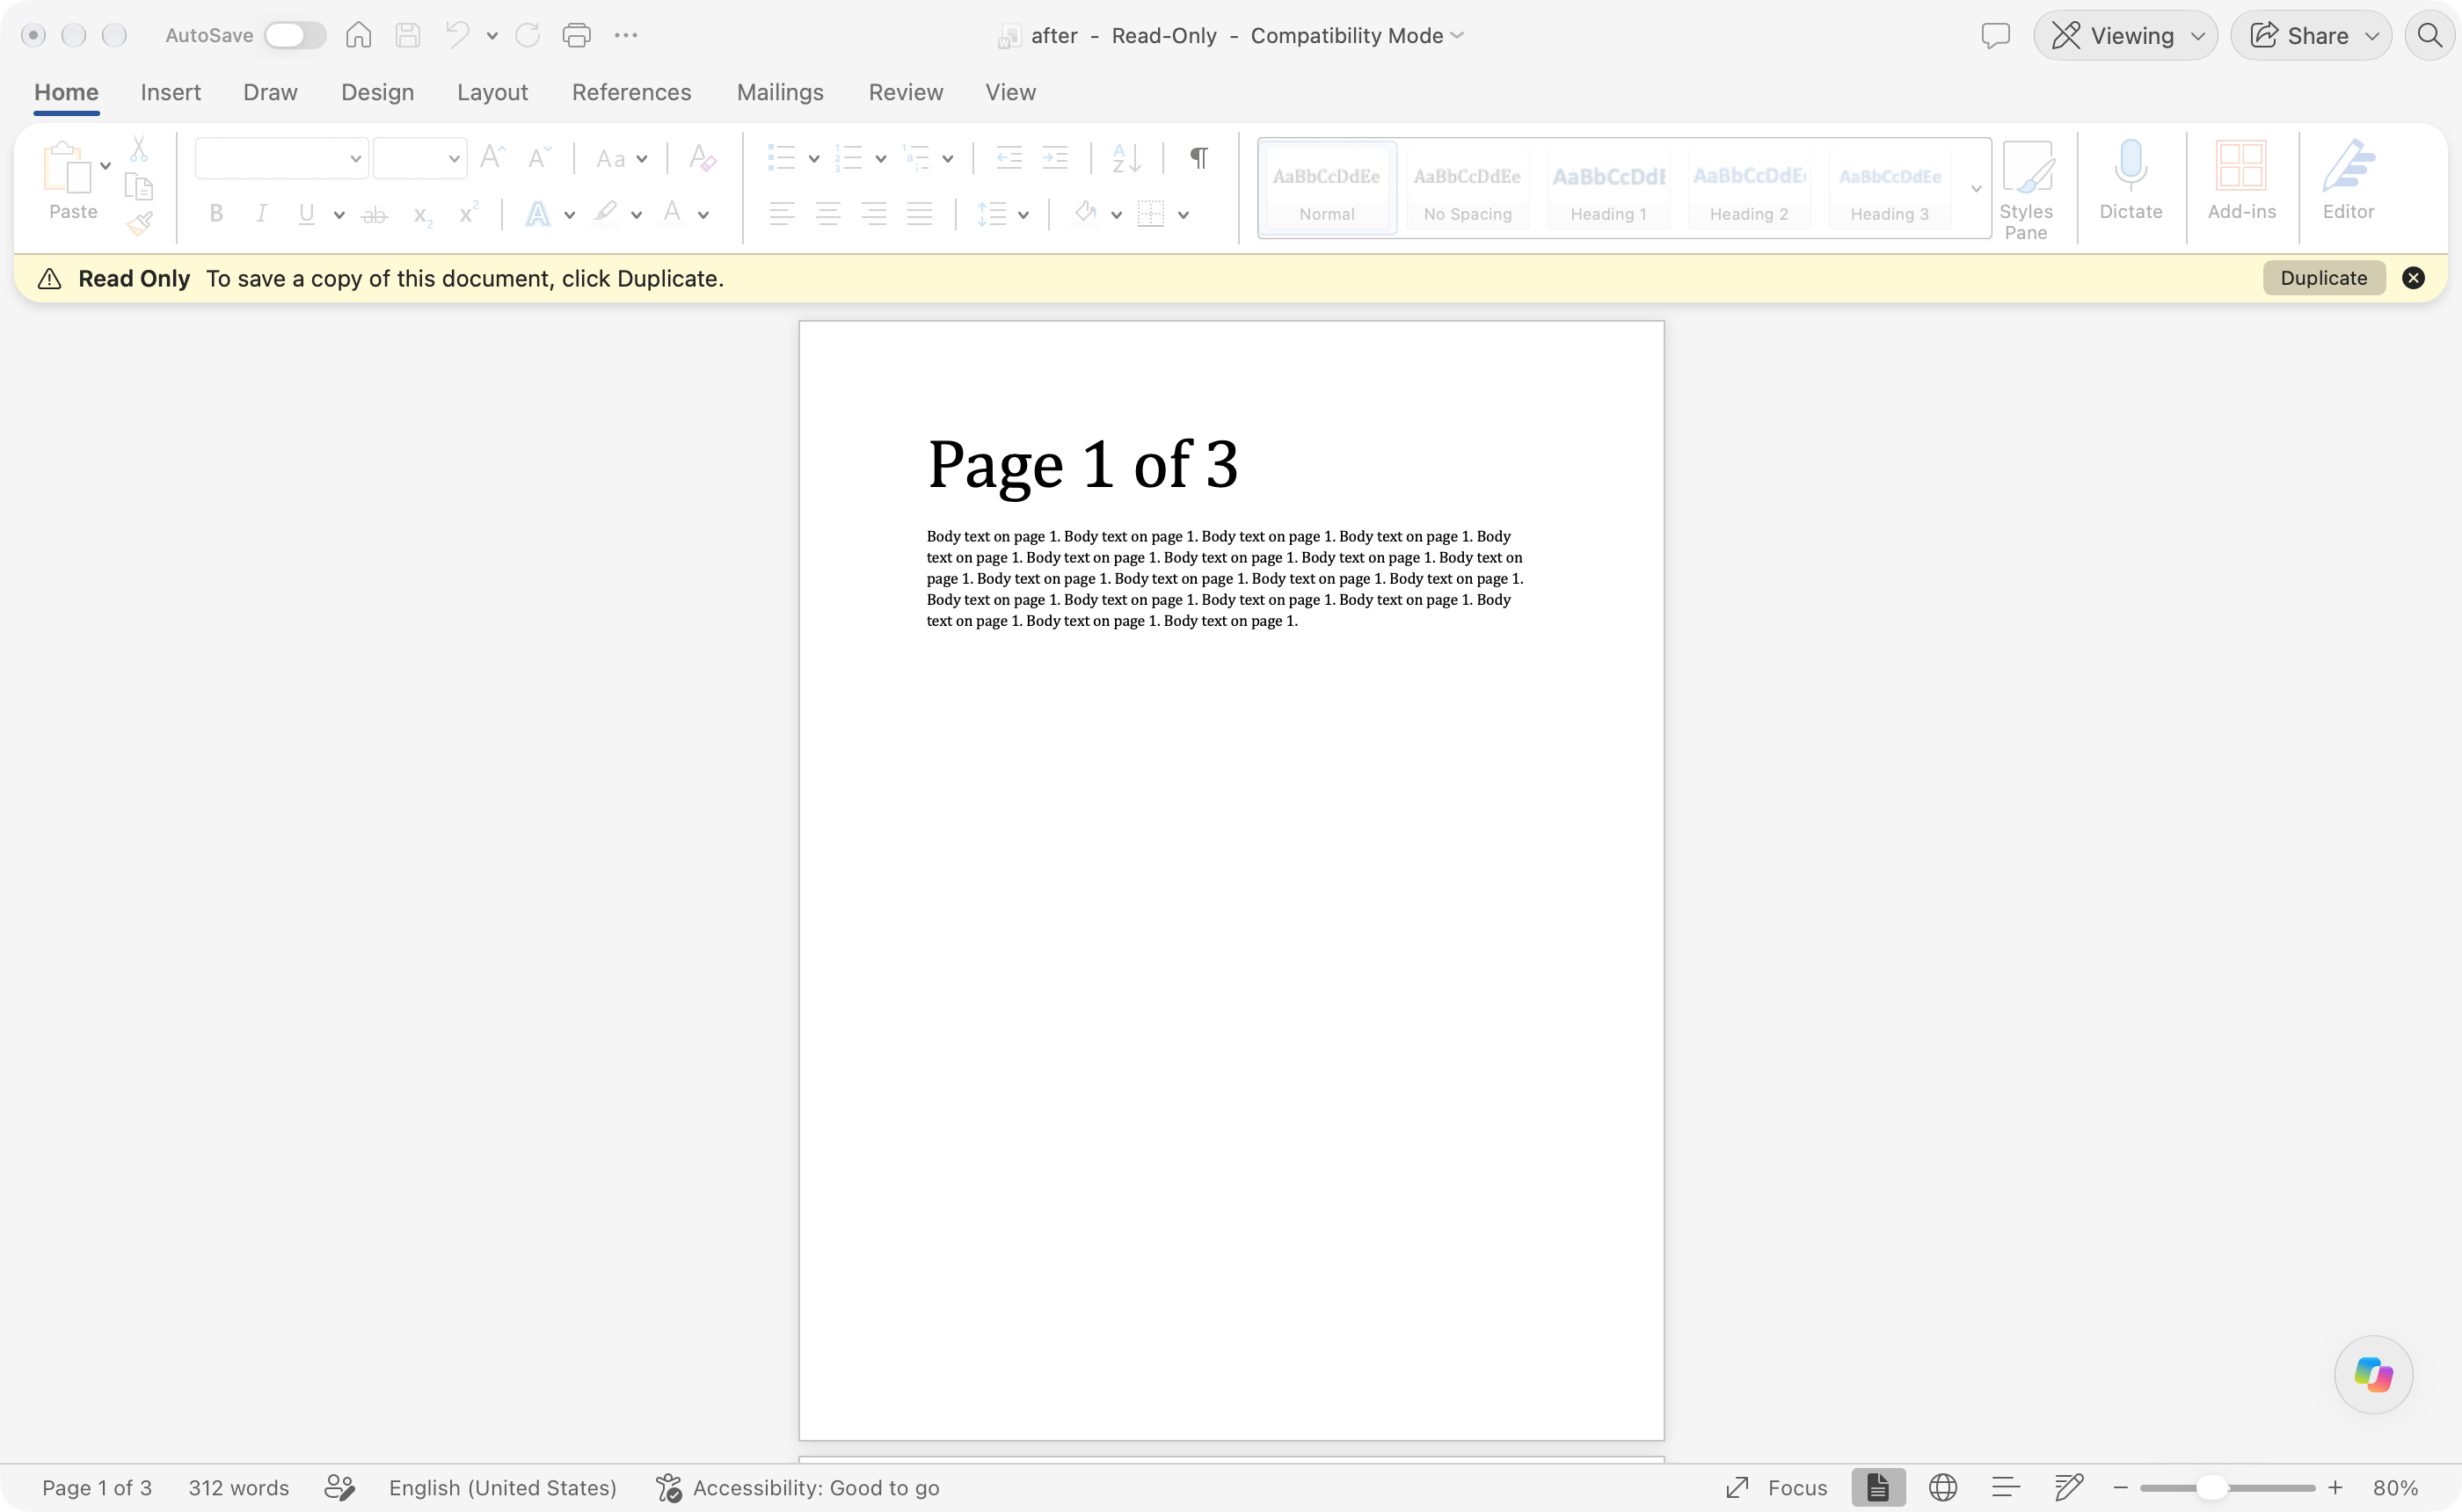 AutoSave
after - Read-Only - Compatibility Mode
Viewing
Share
Home Insert Draw Design Layout References Mailings Review View
Paste
AaBbCcDdEe Normal
AaBbCcDdEe No Spacing
AaBbCcDdE Heading 1
AaBbCcDdE Heading 2
AaBbCcDdEe Heading 3
Styles
Pane
Dictate
Add-ins
Editor
Read Only To save a copy of this document, click Duplicate.
Duplicate
Page 1 of 3
Body text on page 1. Body text on page 1. Body text on page 1. Body text on page 1. Body
text on page 1. Body text on page 1. Body text on page 1. Body text on page 1. Body text on
page 1. Body text on page 1. Body text on page 1. Body text on page 1. Body text on page 1.
Body text on page 1. Body text on page 1. Body text on page 1. Body text on page 1. Body
text on page 1. Body text on page 1. Body text on page 1.
Page 1 of 3 312 words English (United States) Accessibility: Good to go Focus 80%